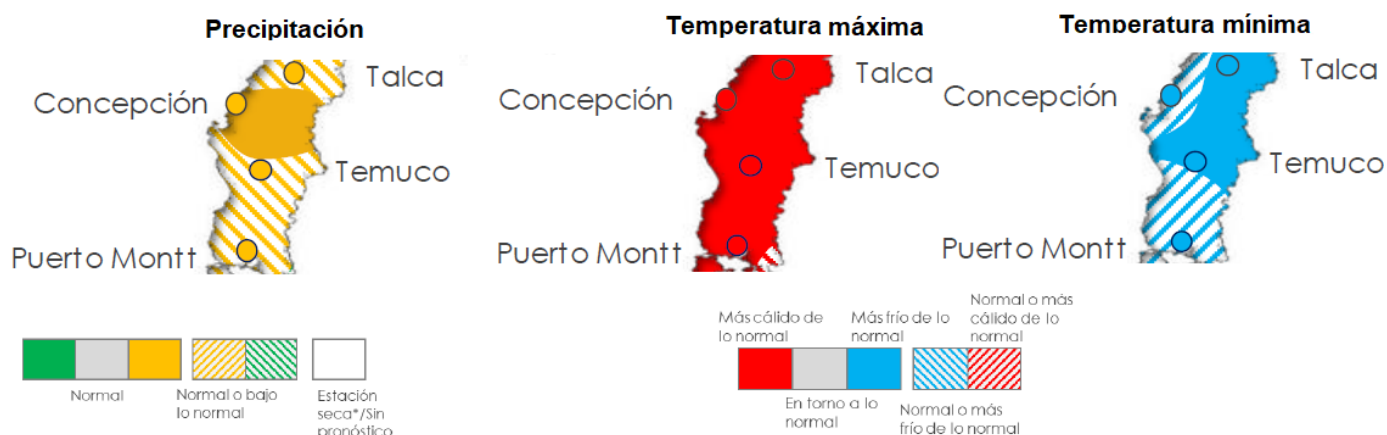 Precipitación
Talca
Concepción
Temuco
Puerto Montt
Normal
Normal o bajo
lo normal
Estación
seca*/Sin
pronóstico
Temperatura máxima
Talca
Concepción
Temuco
Puerto Montt
Temperatura mínima
Talca
Concepción
Temuco
Puerto Montt
Más cálido de
lo normal
Más frío de lo
normal
Normal o más
cálido de lo
normal
En torno a lo
normal
Normal o más
frío de lo normal